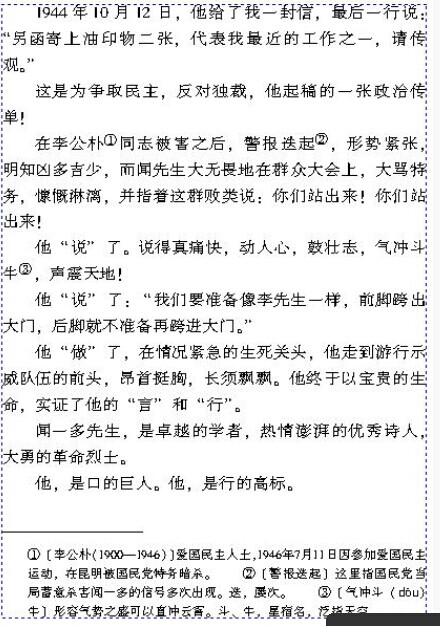 1944 年 10 月 12 日，他给了我一封信，最后一行说：
“另函寄上油印物二张，代表我最近的工作之一，请传
观。”
这是为争取民主，反对独裁，他起稿的一张政治传
单！
在李公朴①同志被害之后，警报迭起②，形势紧张，
明知凶多吉少，而闻先生大无畏地在群众大会上，大骂特
务，慷慨淋漓，并指着这群败类说：你们站出来！你们站
出来！
他“说”了。说得真痛快，动人心，鼓壮志，气冲斗
牛③，声震天地！
他“说”了：“我们要准备像李先生一样，前脚跨出
大门，后脚就不准备再跨进大门。”
他“做”了，在情况紧急的生死关头，他走到游行示
威队伍的前头，昂首挺胸，长须飘飘。他终于以宝贵的生
命，实证了他的“言”和“行”。
闻一多先生，是卓越的学者，热情澎湃的优秀诗人，
大勇的革命烈士。
他，是口的巨人。他，是行的高标。
①〔李公朴(1900—1946)〕爱国民主人士，1946年7月11日因参加爱国民主
运动，在昆明被国民党特务暗杀。 ②〔警报迭起〕这里指国民党当
局蓄意杀害闻一多的信号多次出现。迭，屡次。 ③〔气冲斗（dǒu）
牛〕形容气势之盛可以直冲云霄。斗、牛，星宿名，泛指天空